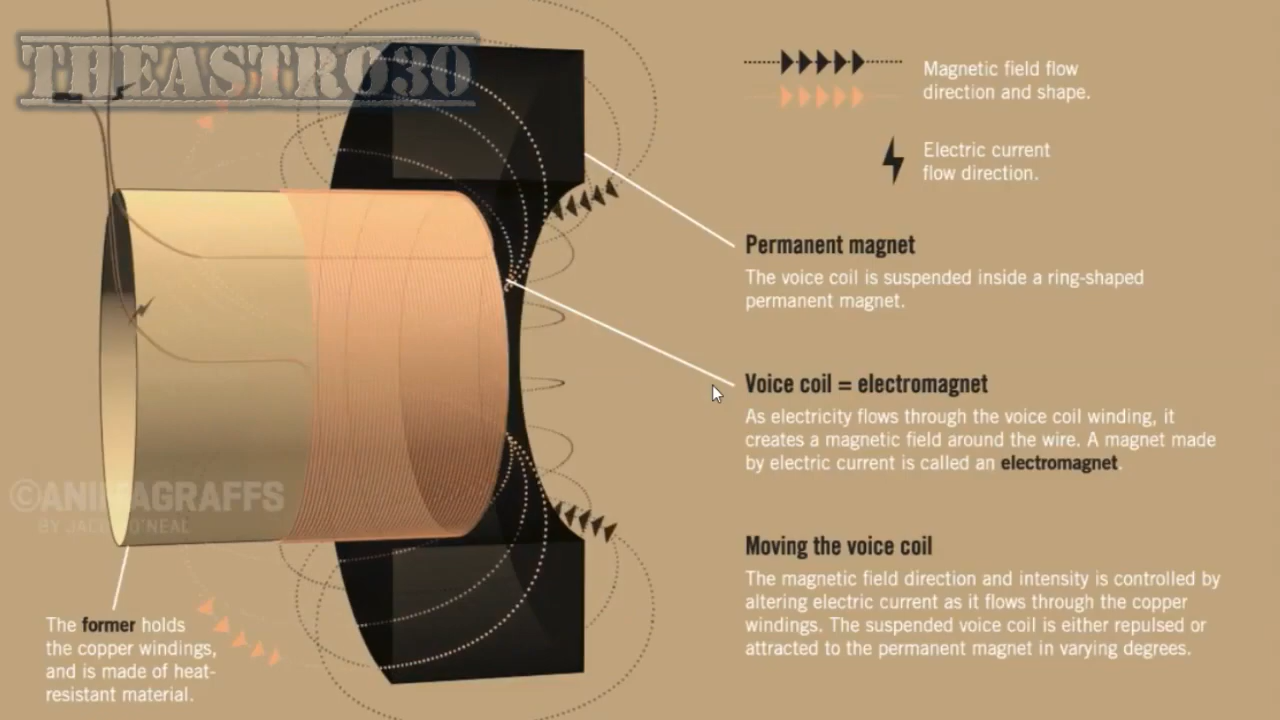 THEASTRO30
Magnetic field flow
direction and shape.
Electric current
flow direction.
Permanent magnet
The voice coil is suspended inside a ring-shaped
permanent magnet.
Voice coil = electromagnet
As electricity flows through the voice coil winding, it
creates a magnetic field around the wire. A magnet made
by electric current is called an electromagnet.
Moving the voice coil
The magnetic field direction and intensity is controlled by
altering electric current as it flows through the copper
windings. The suspended voice coil is either repulsed or
attracted to the permanent magnet in varying degrees.
©ANIMAGRAFFS
BY JACOB O'NEAL
The former holds
the copper windings,
and is made of heat-
resistant material.